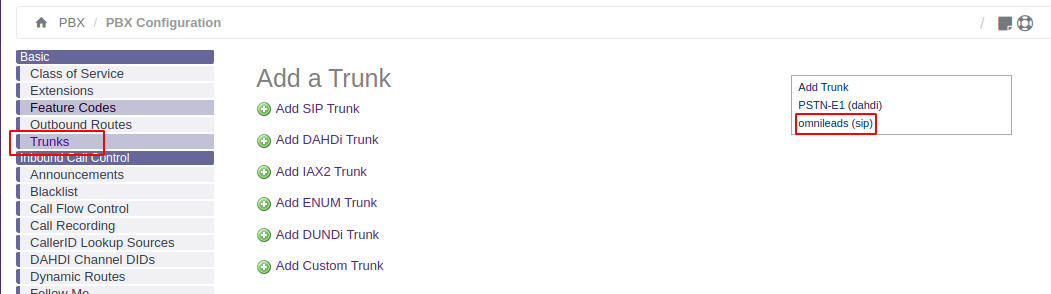 PBX / PBX Configuration /
Basic
Class of Service
Extensions
Feature Codes
Outbound Routes
Trunks
Inbound Call Control
Announcements
Blacklist
Call Flow Control
Call Recording
CallerID Lookup Sources
DAHDI Channel DIDs
Dynamic Routes
Follow Me
Add a Trunk
Add SIP Trunk
Add DAHDi Trunk
Add IAX2 Trunk
Add ENUM Trunk
Add DUNDi Trunk
Add Custom Trunk
Add Trunk
PSTN-E1 (dahdi)
omnileads (sip)